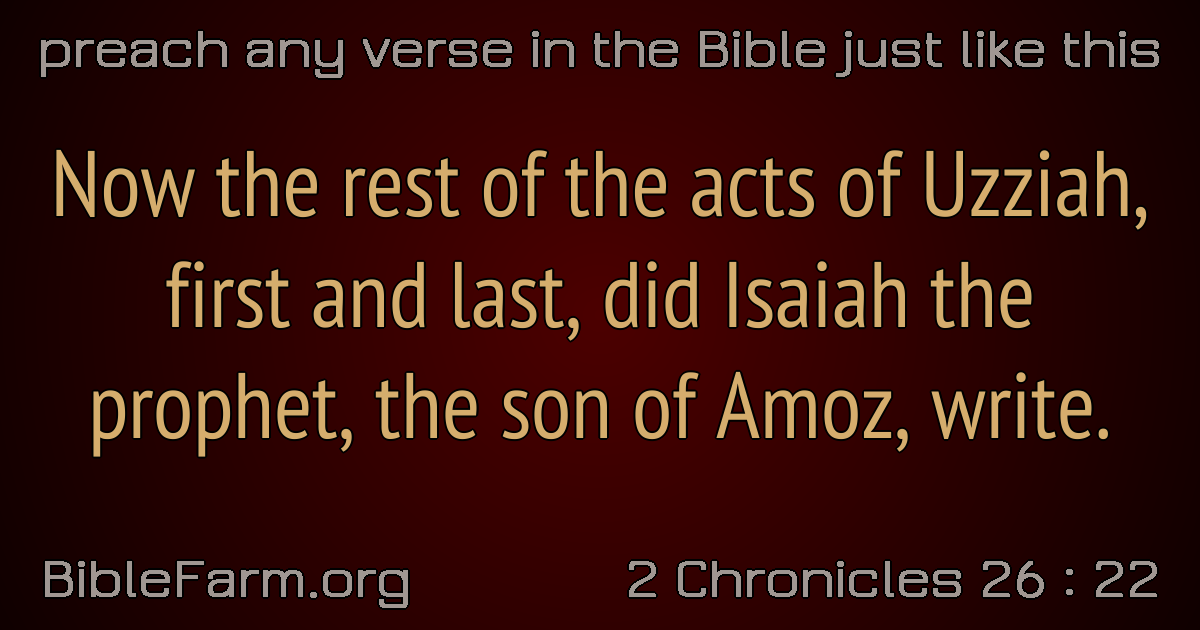 preach any verse in the Bible just like this
Now the rest of the acts of Uzziah,
first and last, did Isaiah the
prophet, the son of Amoz, write.
BibleFarm.org
2 Chronicles 26 : 22